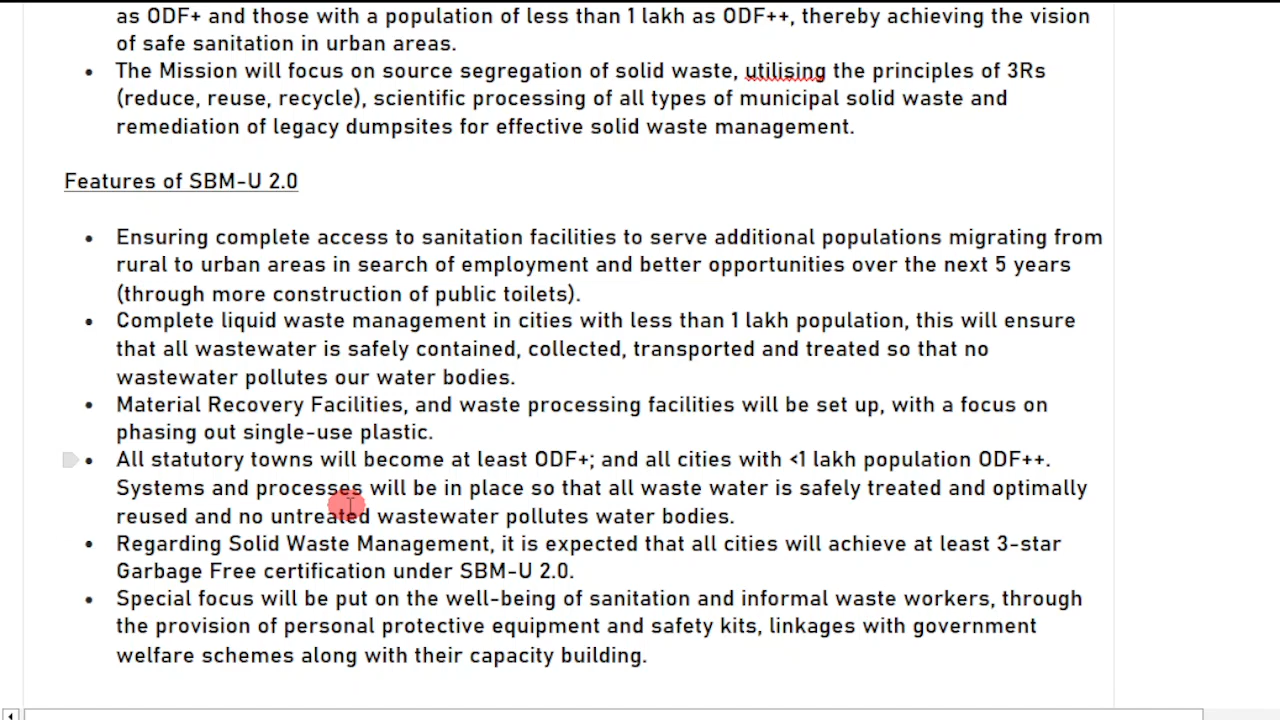 as ODF+ and those with a population of less than 1 lakh as ODF++, thereby achieving the vision
of safe sanitation in urban areas.
• The Mission will focus on source segregation of solid waste, utilising the principles of 3Rs
(reduce, reuse, recycle), scientific processing of all types of municipal solid waste and
remediation of legacy dumpsites for effective solid waste management.
Features of SBM-U 2.0
• Ensuring complete access to sanitation facilities to serve additional populations migrating from
rural to urban areas in search of employment and better opportunities over the next 5 years
(through more construction of public toilets).
• Complete liquid waste management in cities with less than 1 lakh population, this will ensure
that all wastewater is safely contained, collected, transported and treated so that no
wastewater pollutes our water bodies.
• Material Recovery Facilities, and waste processing facilities will be set up, with a focus on
phasing out single-use plastic.
• All statutory towns will become at least ODF+; and all cities with <1 lakh population ODF++.
Systems and processes will be in place so that all waste water is safely treated and optimally
reused and no untreated wastewater pollutes water bodies.
• Regarding Solid Waste Management, it is expected that all cities will achieve at least 3-star
Garbage Free certification under SBM-U 2.0.
• Special focus will be put on the well-being of sanitation and informal waste workers, through
the provision of personal protective equipment and safety kits, linkages with government
welfare schemes along with their capacity building.